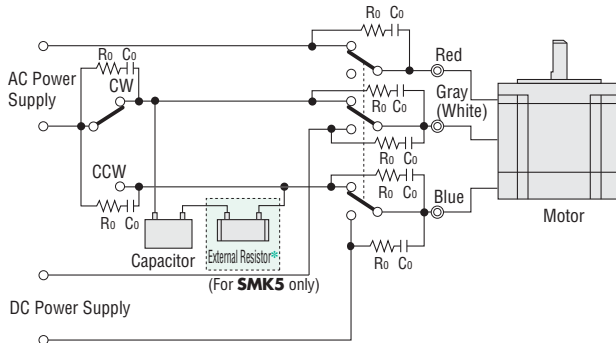 R0 C0
Red
AC Power
Supply
R0 C0
CW
R0 C0
Gray
(White)
R0 C0
CCW
R0 C0
Blue
Motor
R0 C0
Capacitor
External Resistor*
R0 C0
(For SMK5 only)
DC Power Supply